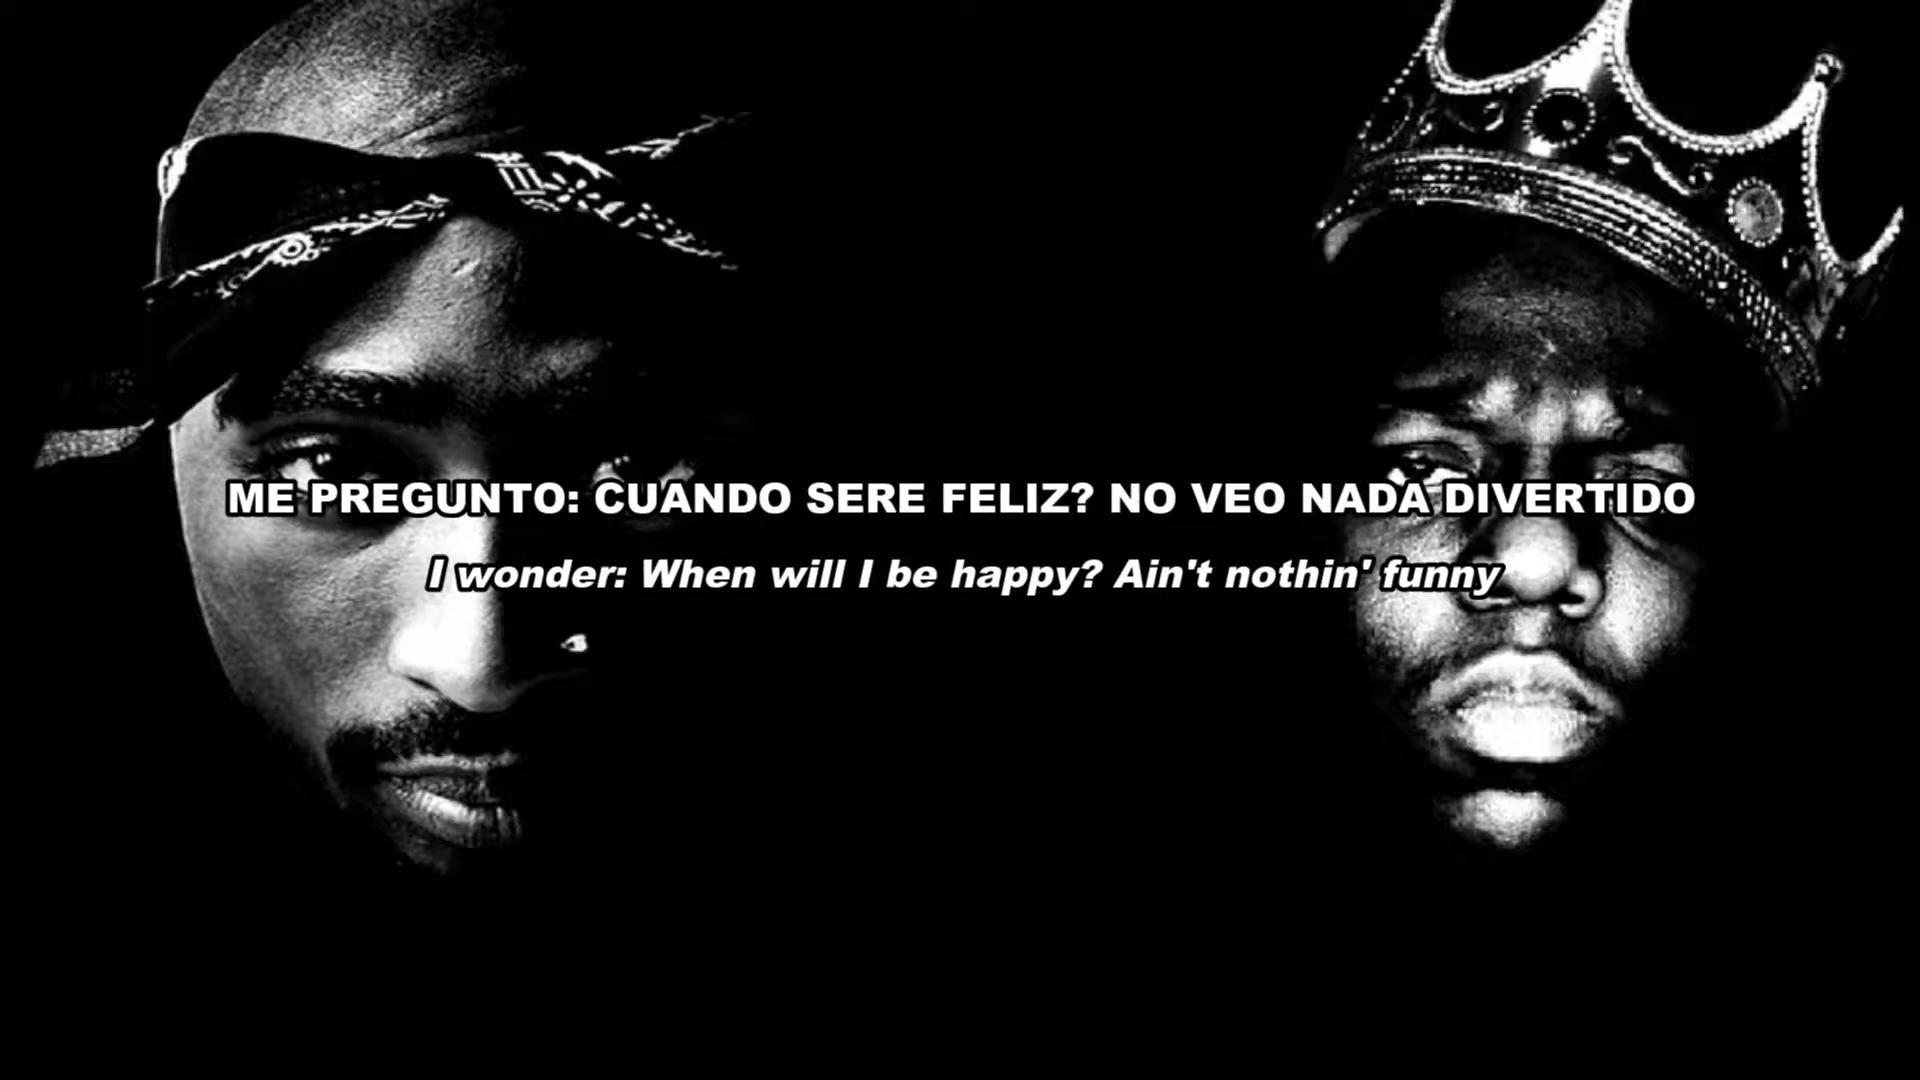 ME PREGUNTO: CUANDO SERE FELIZ? NO VEO NADA DIVERTIDO
I wonder: When will I be happy? Ain't nothin' funny